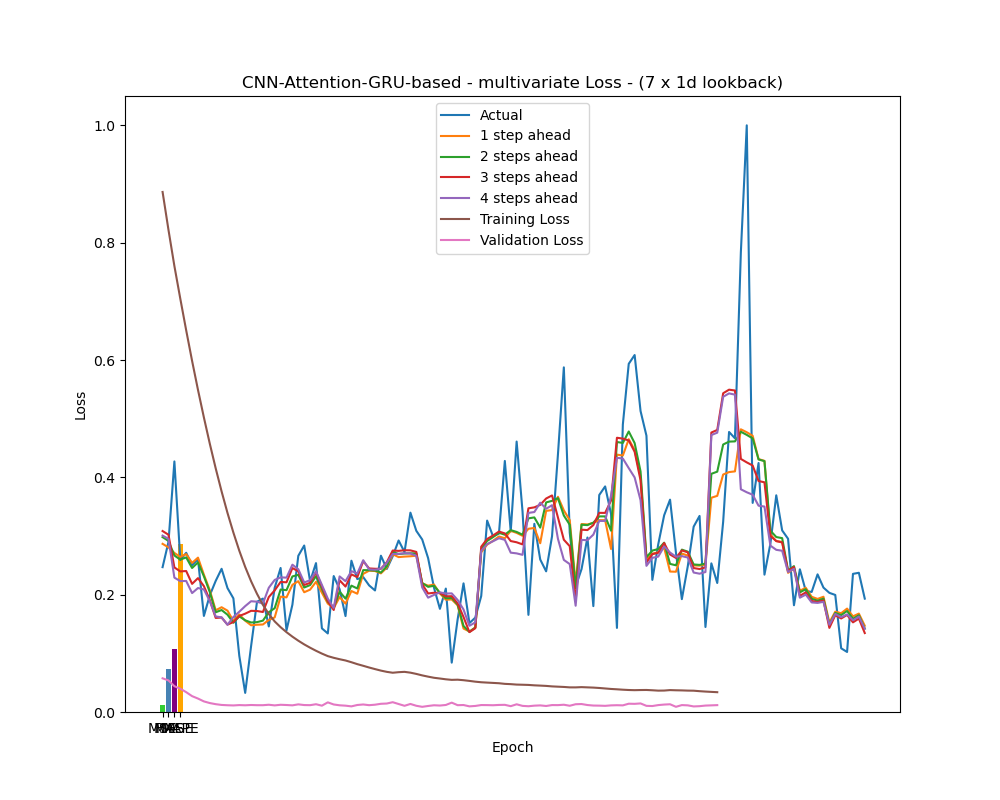 CNN-Attention-GRU-based - multivariate Loss - (7 x 1d lookback)
Actual
1 step ahead
2 steps ahead
3 steps ahead
4 steps ahead
Training Loss
Validation Loss
1.0
0.8
0.6
0.4
0.2
0.0
Loss
Epoch